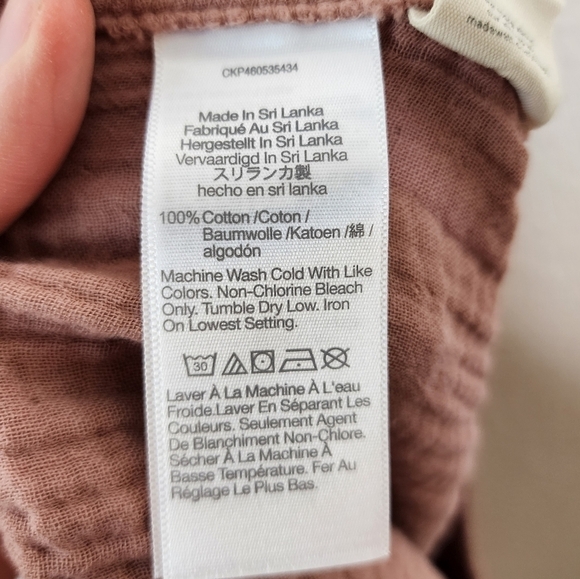 CKP460535434
made
Made In Sri Lanka
Fabriqué Au Sri Lanka
Hergestellt In Sri Lanka
Vervaardigd In Sri Lanka
スリランカ製
hecho en sri lanka
100% Cotton /Coton /
Baumwolle /Katoen /綿 /
algodón
Machine Wash Cold With Like
Colors. Non-Chlorine Bleach
Only. Tumble Dry Low. Iron
On Lowest Setting.
30
Laver À La Machine À L'eau
Froide.Laver En Séparant Les
Couleurs. Seulement Agent
De Blanchiment Non-Chlore.
Sécher À La Machine À
Basse Température. Fer Au
Réglage Le Plus Bas.